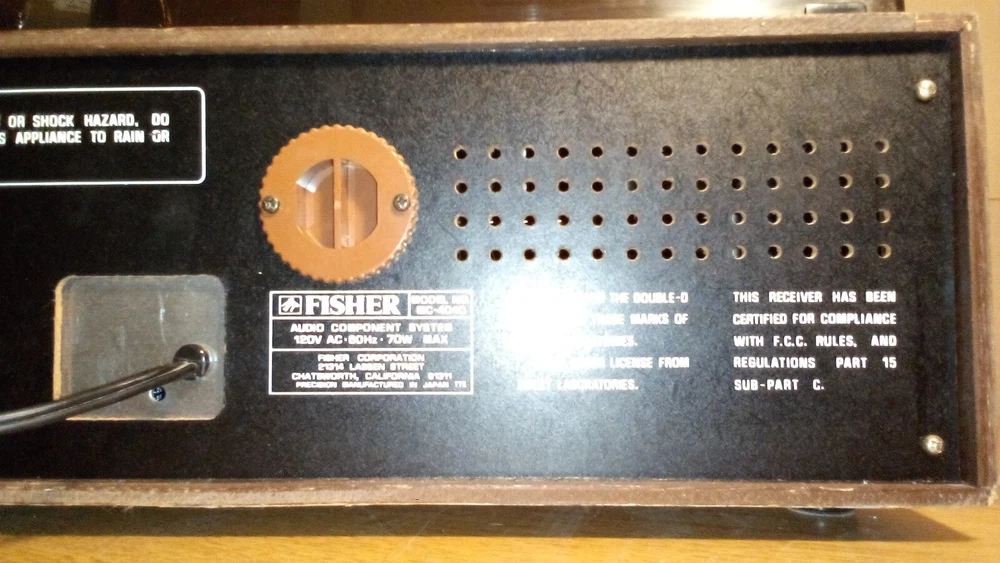 OR SHOCK HAZARD. DO
APPLIANCE TO RAIN OR
FISHER
MODEL NO.
AUDIO COMPONENT SYSTEM
120V AC·60Hz·70W MAX
FISHER CORPORATION
21314 LASSEN STREET
CHATSWORTH, CALIFORNIA 91311
PRECISION MANUFACTURED IN JAPAN
THE DOUBLE-D
MARKS OF
LICENSE FROM
LABORATORIES.
THIS RECEIVER HAS BEEN
CERTIFIED FOR COMPLIANCE
WITH F.C.C. RULES, AND
REGULATIONS PART 15
SUB-PART C.